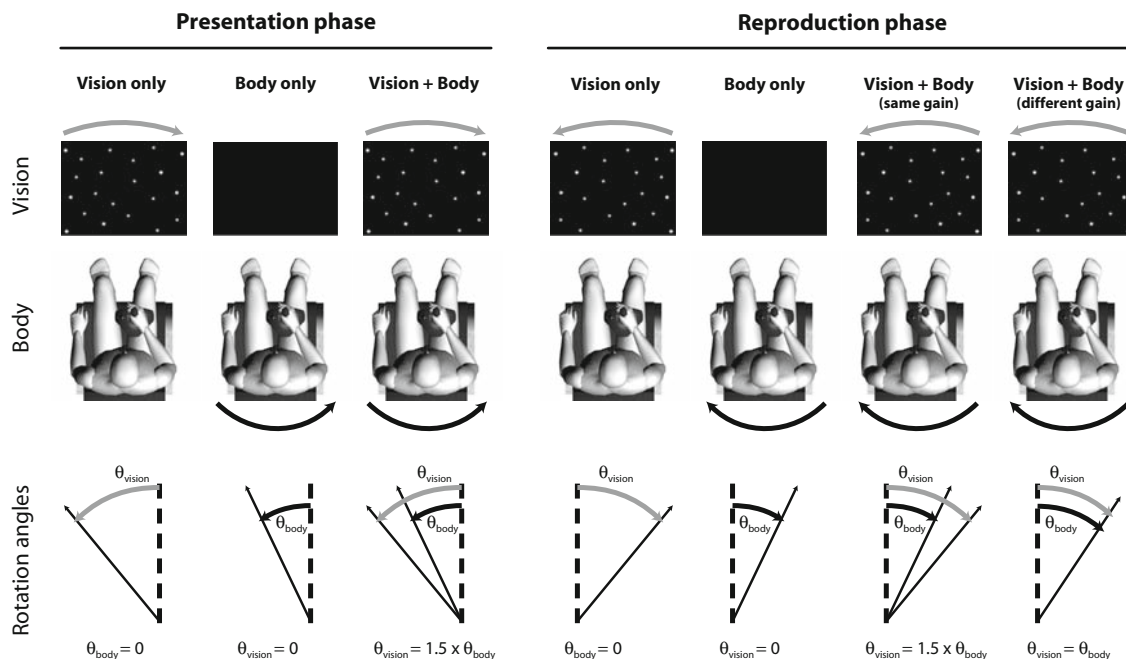 Presentation phase
Reproduction phase
Vision only
Body only
Vision + Body
Vision only
Body only
Vision + Body
(same gain)
Vision + Body
(different gain)
Vision
Body
Rotation angles
θvision
θbody
θvision
θbody
θvision
θbody
θvision
θbody
θvision
θbody
θbody = 0
θvision = 0
θvision = 1.5 x θbody
θbody = 0
θvision = 0
θvision = 1.5 x θbody
θvision = θbody